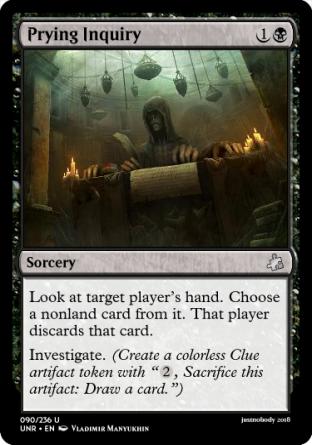 Prying Inquiry 1
Sorcery
Look at target player's hand. Choose
a nonland card from it. That player
discards that card.
Investigate. (Create a colorless Clue
artifact token with “2, Sacrifice this
artifact: Draw a card.”)
090/236 U
justnobody 2018
UNR • EN Vladimir Manyukhin